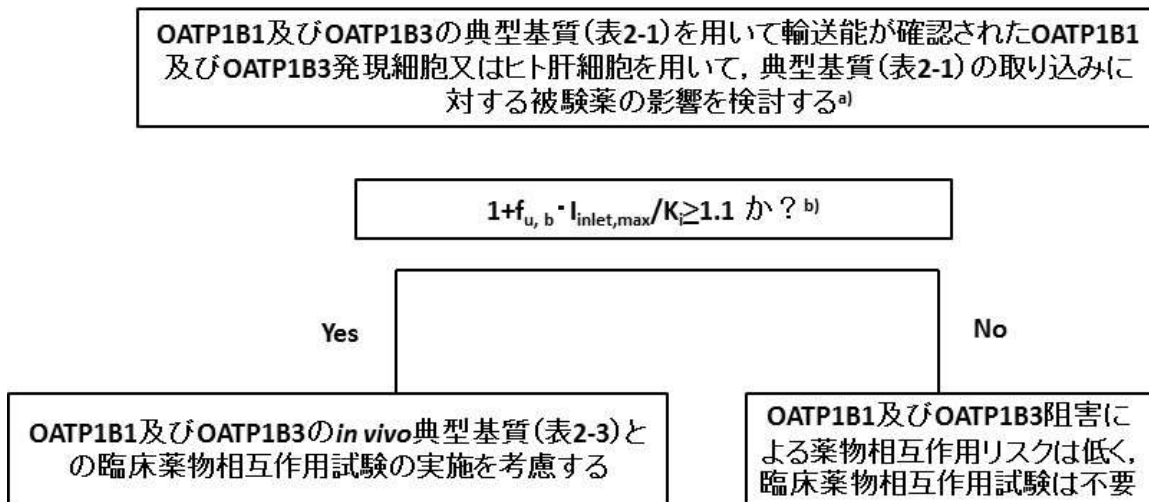 OATP1B1及びOATP1B3の典型基質(表2-1)を用いて輸送能が確認されたOATP1B1
及びOATP1B3発現細胞又はヒト肝細胞を用いて，典型基質(表2-1)の取り込みに
対する被験薬の影響を検討するa)
1+fu, b・Iinlet,max/Ki≥1.1 か？b)
Yes
No
OATP1B1及びOATP1B3のin vivo典型基質(表2-3)と
の臨床薬物相互作用試験の実施を考慮する
OATP1B1及びOATP1B3阻害に
よる薬物相互作用リスクは低く，
臨床薬物相互作用試験は不要